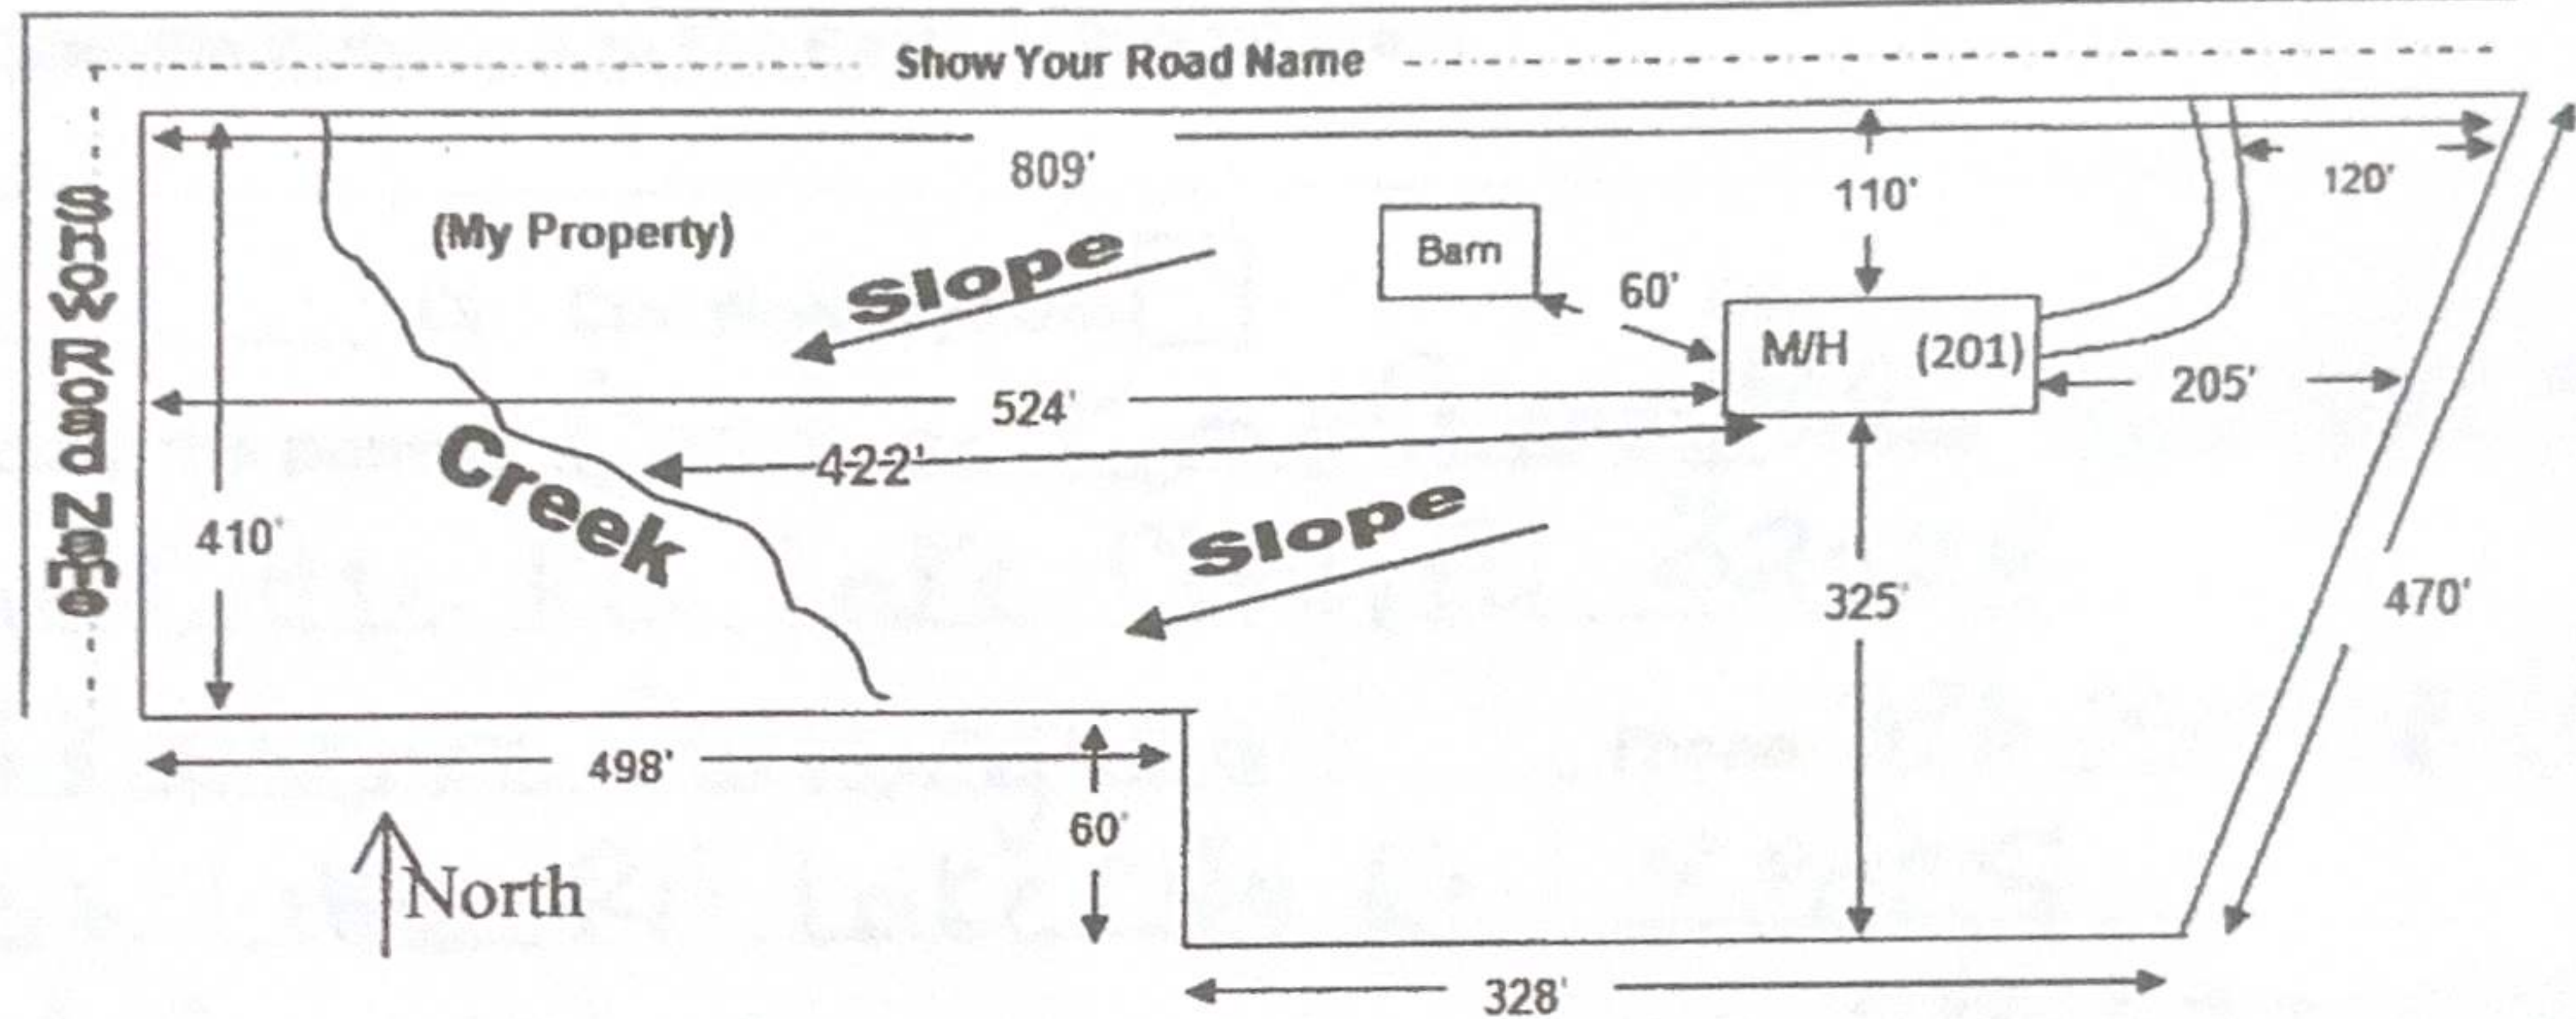 Show Your Road Name
Show Road Name
809'
120'
110'
(My Property)
Slope
Barn
60'
M/H (201)
205'
524'
422'
Creek
Slope
410'
325'
470'
498'
60'
North
328'